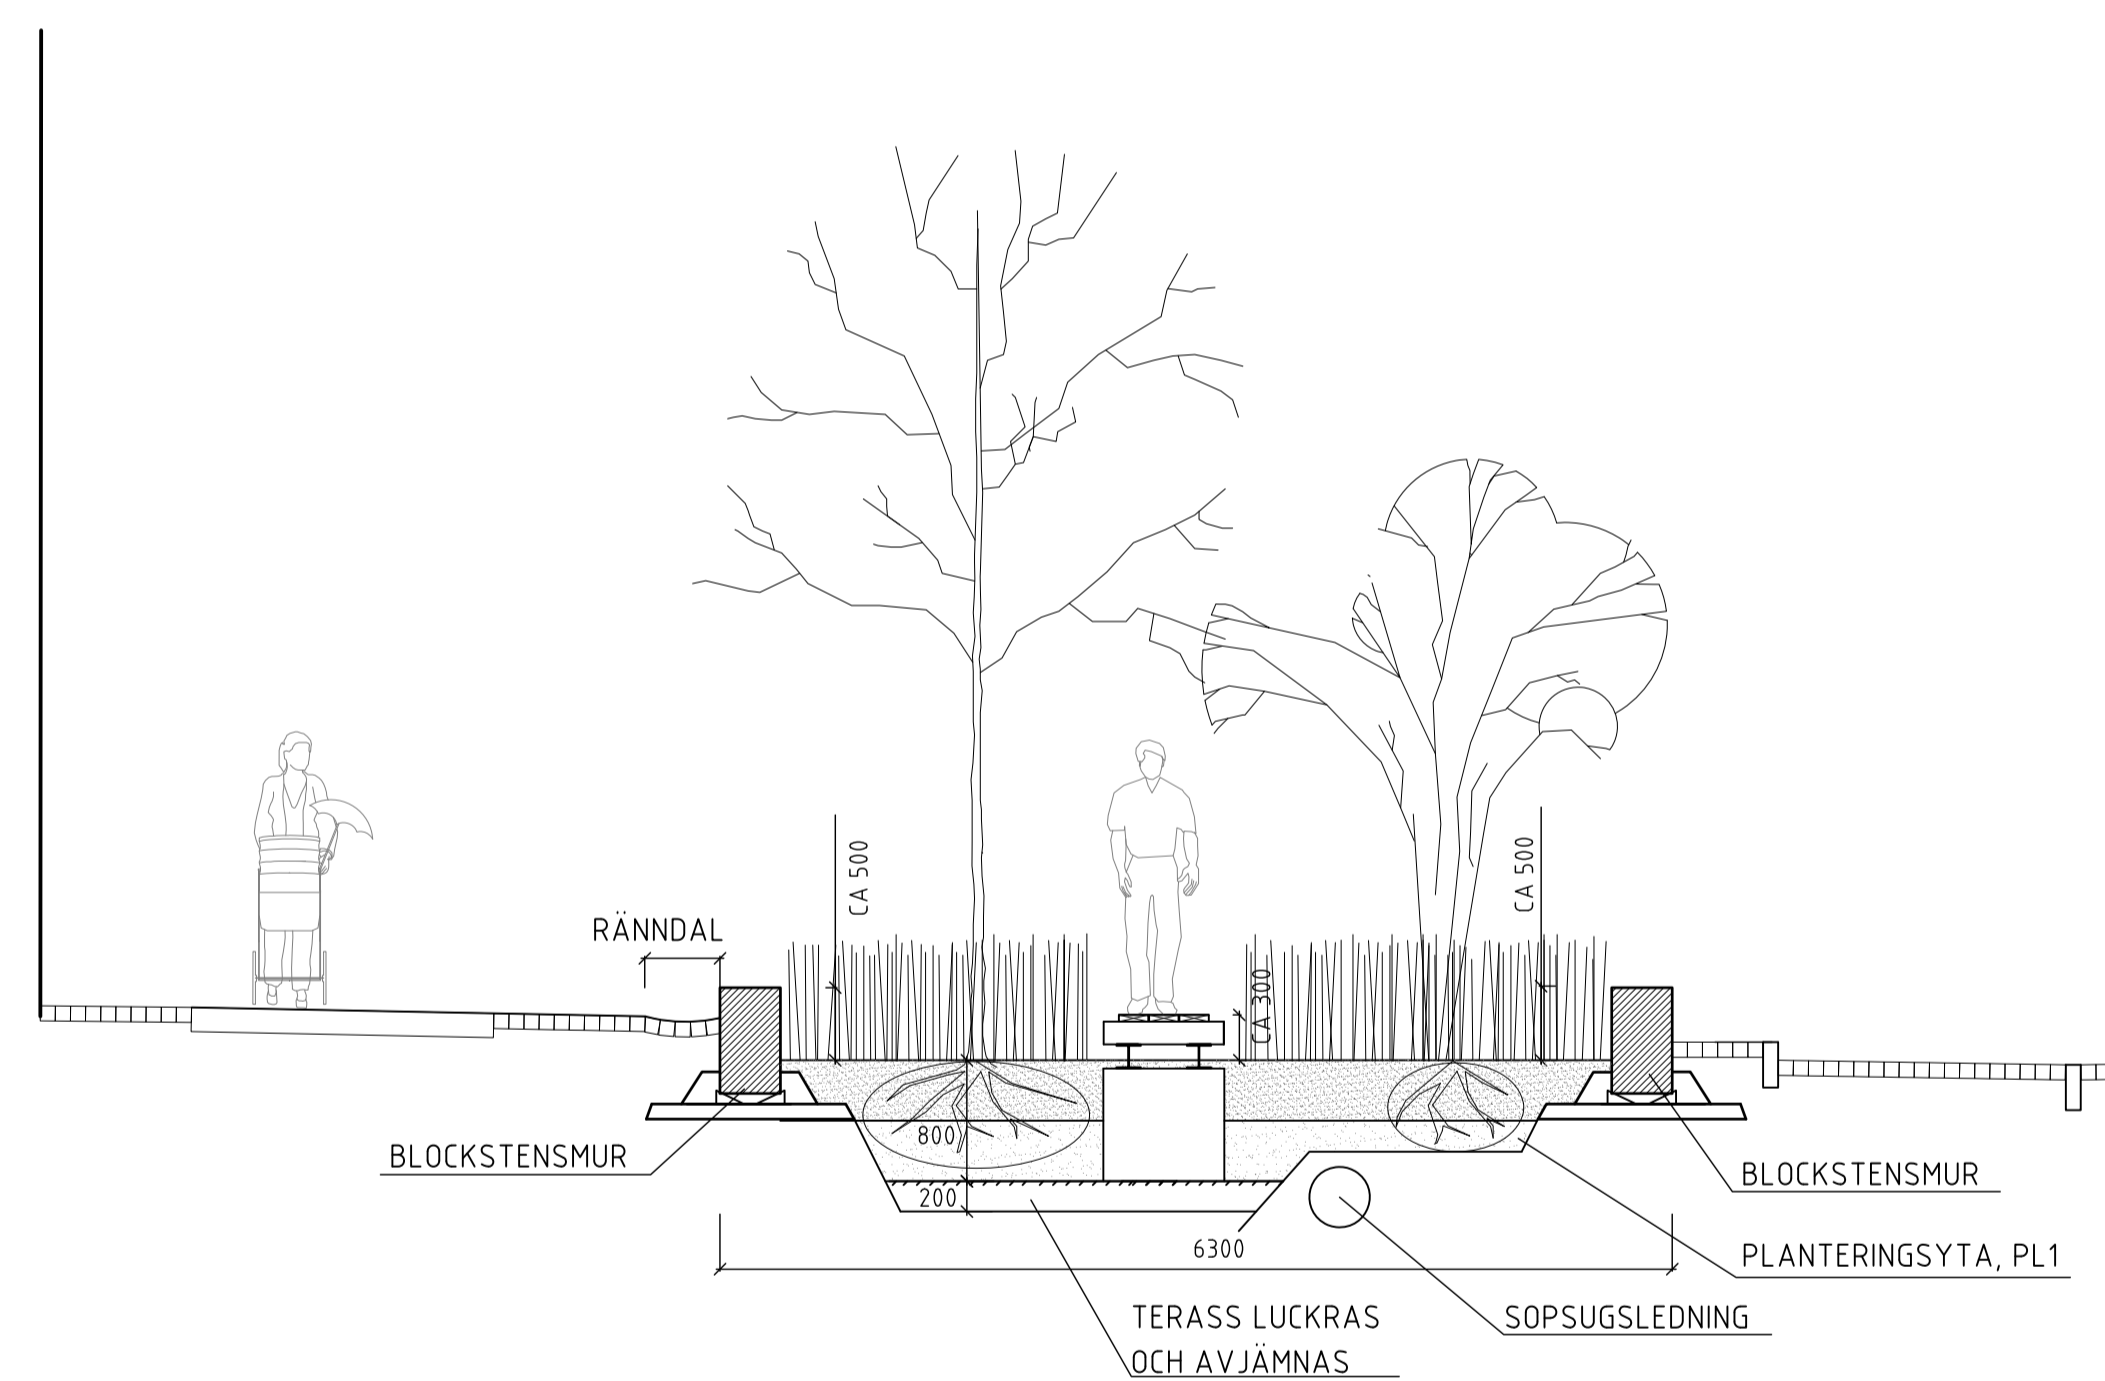 CA 500
CA 500
RÄNNDAL
CA 300
800
BLOCKSTENSMUR
BLOCKSTENSMUR
200
6300
PLANTERINGSYTA, PL1
TERASS LUCKRAS
OCH AVJÄMNAS
SOPSUGSLEDNING